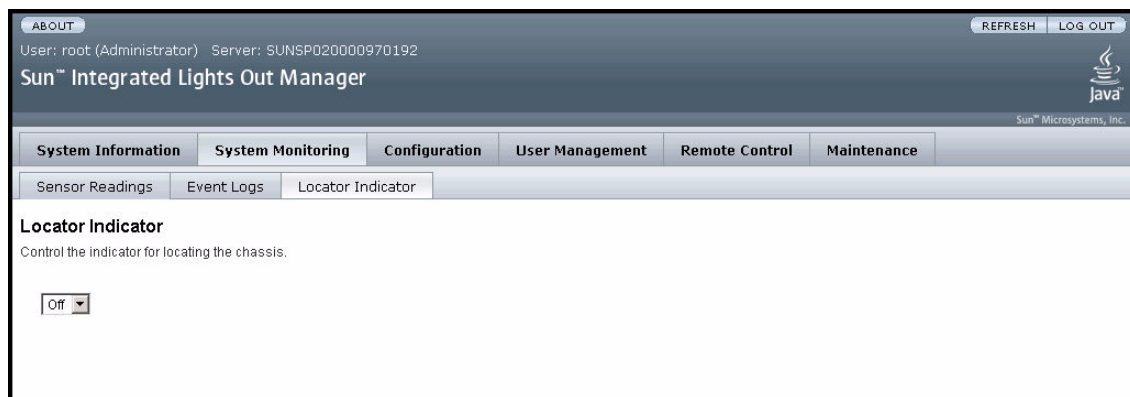 ABOUT
REFRESH LOG OUT
User: root (Administrator) Server: SUNSP020000970192
Sun™ Integrated Lights Out Manager
Java™
Sun™ Microsystems, Inc.
System Information System Monitoring Configuration User Management Remote Control Maintenance
Sensor Readings Event Logs Locator Indicator
Locator Indicator
Control the indicator for locating the chassis.
Off